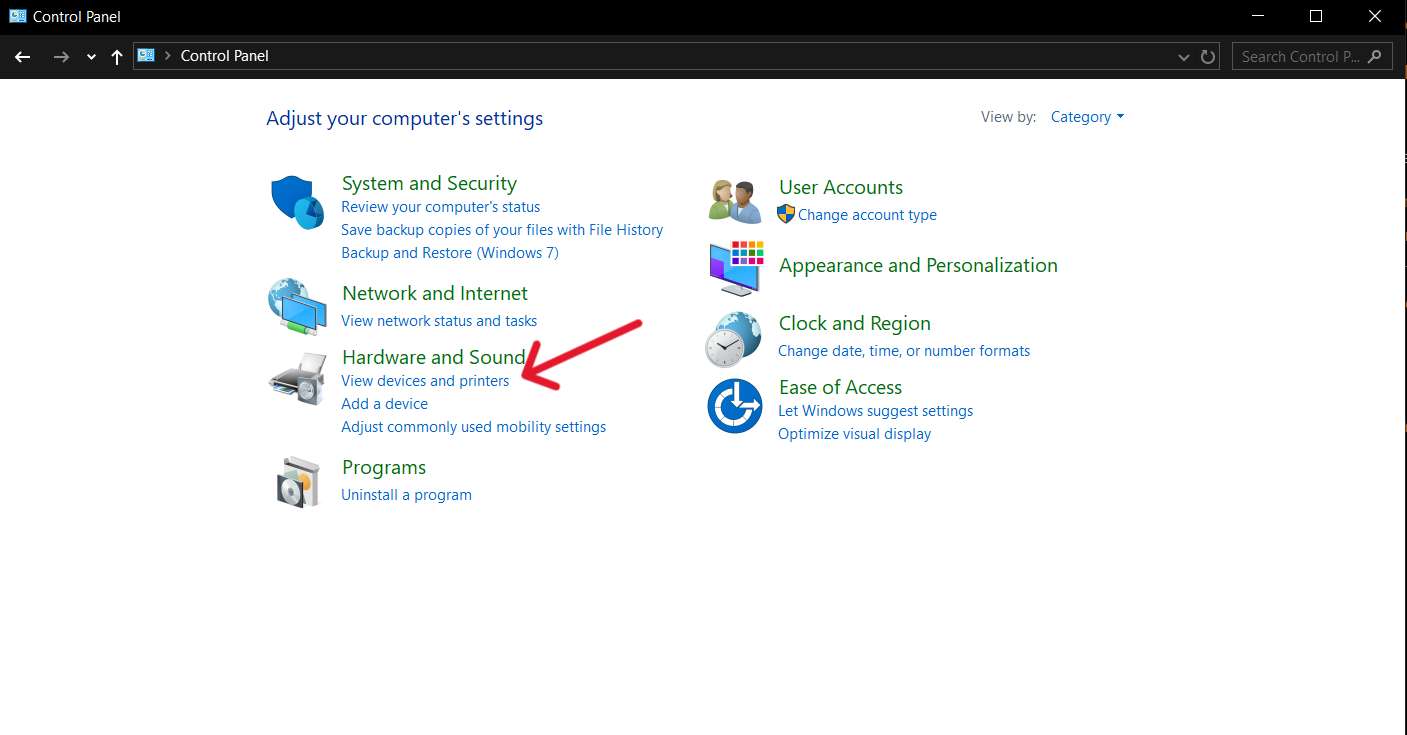 Control Panel
Control Panel
Search Control P...
Adjust your computer's settings
View by: Category
System and Security
Review your computer's status
Save backup copies of your files with File History
Backup and Restore (Windows 7)
Network and Internet
View network status and tasks
Hardware and Sound
View devices and printers
Add a device
Adjust commonly used mobility settings
Programs
Uninstall a program
User Accounts
Change account type
Appearance and Personalization
Clock and Region
Change date, time, or number formats
Ease of Access
Let Windows suggest settings
Optimize visual display